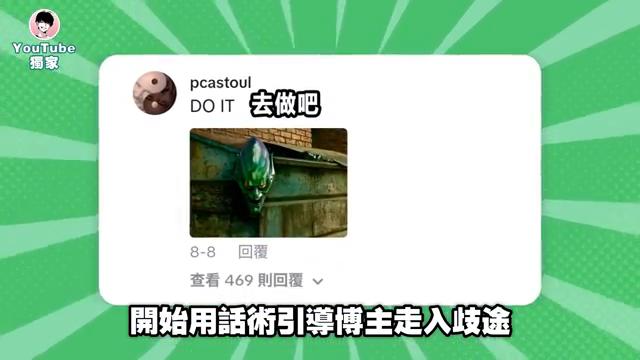 YouTube
獨家
pcastoul
DO IT 去做吧
8-8 回覆
查看 469 則回覆
開始用話術引導博主走入歧途